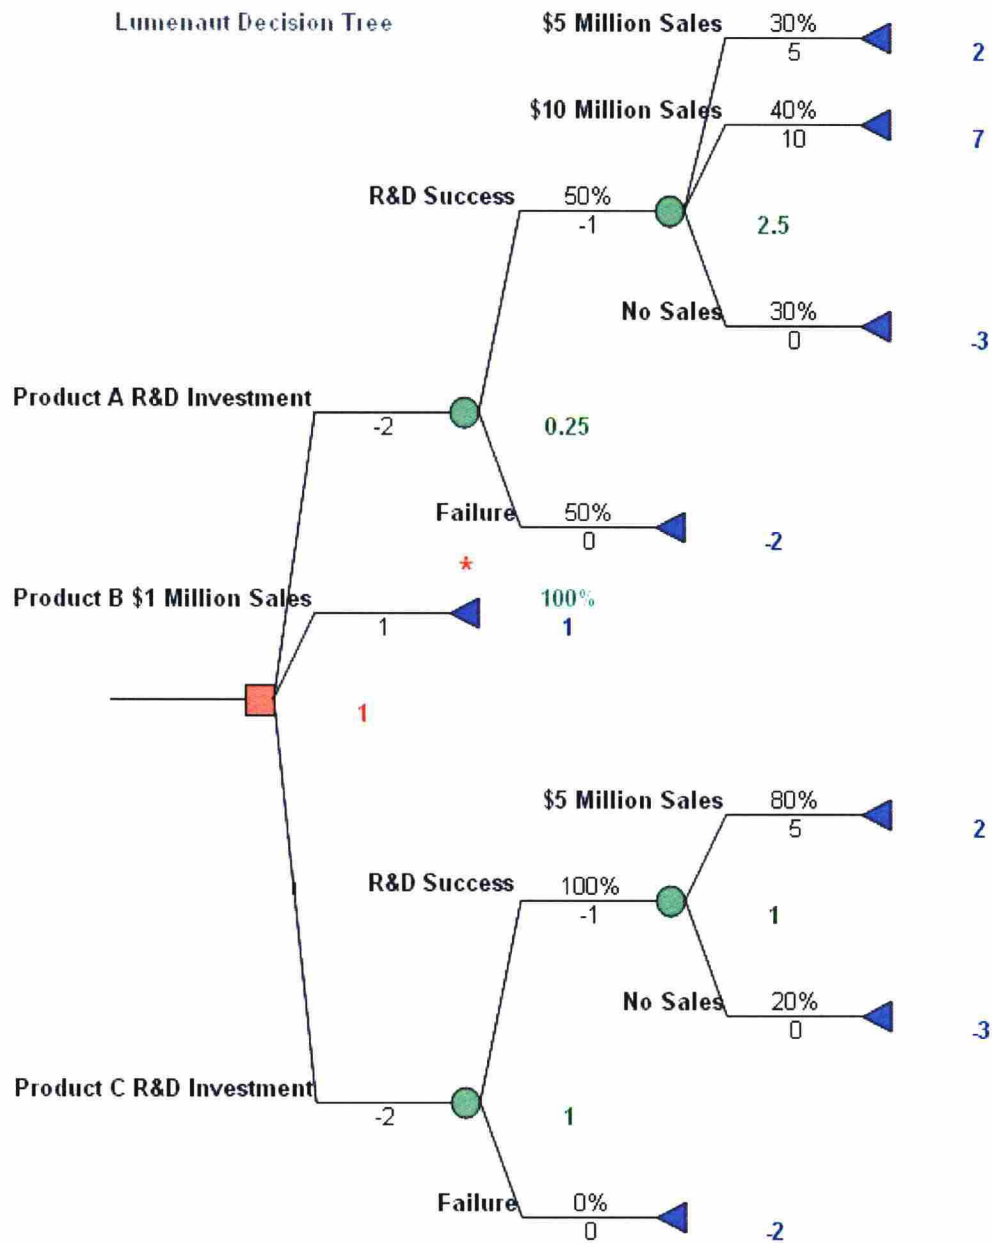 Lumenaut Decision Tree
$5 Million Sales 30%
5 2
$10 Million Sales 40%
10 7
R&D Success 50%
-1 2.5
No Sales 30%
0 -3
Product A R&D Investment
-2 0.25
Failure 50%
0 -2
*
Product B $1 Million Sales 100%
1 1
1
$5 Million Sales 80%
5 2
R&D Success 100%
-1 1
No Sales 20%
0 -3
Product C R&D Investment
-2 1
Failure 0%
0 -2